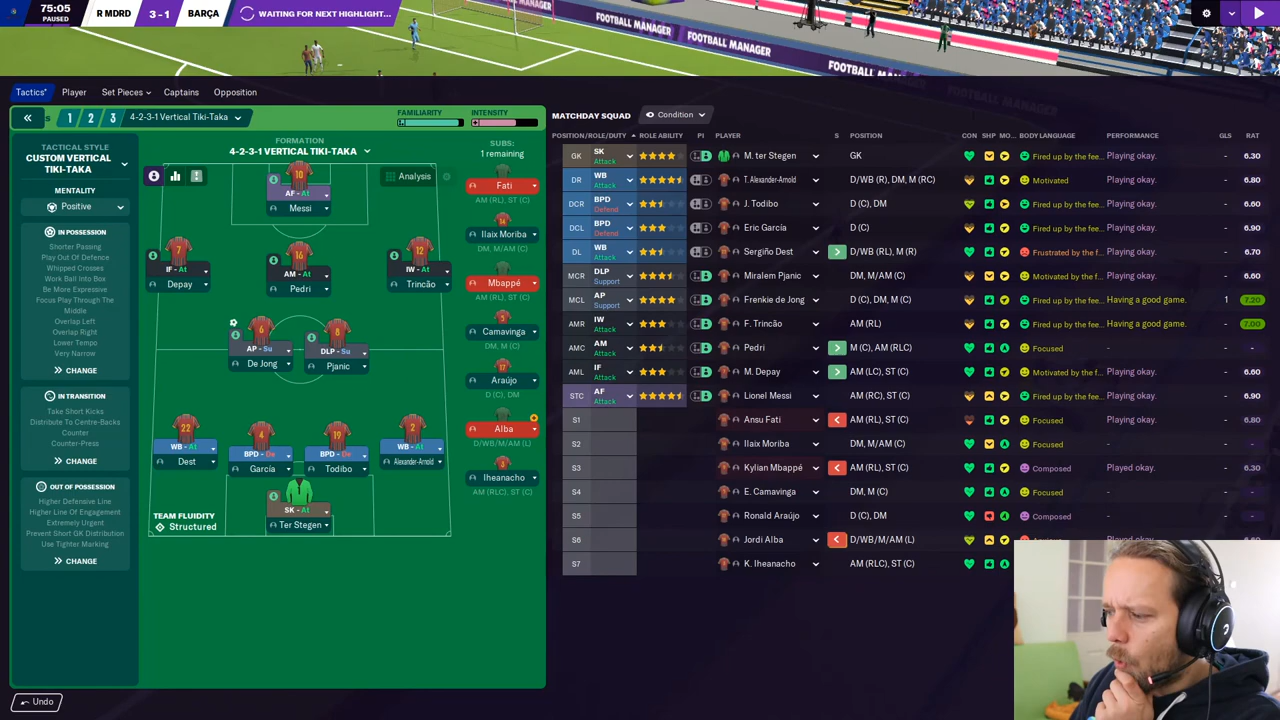 75:05
PAUSED
R MDRD
3 - 1
BARÇA
WAITING FOR NEXT HIGHLIGHT...
FOOTBALL MANAGER
FOOTBALL MANAGER
FOOTBALL MANAGER
Tactics*
Player
Set Pieces
Captains
Opposition
S
1
2
3
4-2-3-1 Vertical Tiki-Taka
FAMILIARITY
INTENSITY
TACTICAL STYLE
CUSTOM VERTICAL
TIKI-TAKA
MENTALITY
Positive
IN POSSESSION
Shorter Passing
Play Out Of Defence
Whipped Crosses
Work Ball Into Box
Be More Expressive
Focus Play Through The
Middle
Overlap Left
Overlap Right
Lower Tempo
Very Narrow
CHANGE
IN TRANSITION
Take Short Kicks
Distribute To Centre-Backs
Counter
Counter-Press
CHANGE
OUT OF POSSESSION
Higher Defensive Line
Higher Line Of Engagement
Extremely Urgent
Prevent Short GK Distribution
Use Tighter Marking
CHANGE
FORMATION
4-2-3-1 VERTICAL TIKI-TAKA
Analysis
10
AF - At
Messi
7
IF - At
Depay
16
AM - At
Pedri
12
IW - At
Trincão
6
AP - Su
De Jong
8
DLP - Su
Pjanic
22
WB - At
Dest
4
BPD - De
García
19
BPD - De
Todibo
2
WB - At
Alexander-Arnold
SK - At
Ter Stegen
TEAM FLUIDITY
Structured
SUBS:
1 remaining
Fati
AM (RL), ST (C)
Ilaix Moriba
DM, M/AM (C)
Mbappé
AM (RL), ST (C)
Camavinga
DM, M (C)
Araújo
D (C), DM
Alba
D/WB/M/AM (L)
Iheanacho
AM (RLC), ST (C)
Undo
MATCHDAY SQUAD
Condition
POSITION/ROLE/DUTY ROLE ABILITY PI PLAYER S POSITION CON SHP MO... BODY LANGUAGE PERFORMANCE GLS RAT
GK SK Attack M. ter Stegen GK Fired up by the fee... Playing okay. - 6.30
DR WB Attack T. Alexander-Arnold D/WB (R), DM, M (RC) Motivated Playing okay. - 6.80
DCR BPD Defend J. Todibo D (C), DM Fired up by the fee... Playing okay. - 6.60
DCL BPD Defend Eric García D (C) Fired up by the fee... Playing okay. - 6.90
DL WB Attack Sergiño Dest D/WB (RL), M (R) Frustrated by the f... Playing okay. - 6.70
MCR DLP Support Miralem Pjanic DM, M/AM (C) Motivated by the fe... Playing okay. - 6.60
MCL AP Support Frenkie de Jong D (C), DM, M (C) Fired up by the fee... Having a good game. 1 7.20
AMR IW Attack F. Trincão AM (RL) Fired up by the fee... Having a good game. - 7.00
AMC AM Attack Pedri M (C), AM (RLC) Focused - - -
AML IF Attack M. Depay AM (LC), ST (C) Motivated by the fe... Playing okay. - 6.60
STC AF Attack Lionel Messi AM (RC), ST (C) Fired up by the fee... Playing okay. - 6.90
S1 Ansu Fati AM (RL), ST (C) Focused Playing okay. - 6.80
S2 Ilaix Moriba DM, M/AM (C) Focused - - -
S3 Kylian Mbappé AM (RL), ST (C) Composed Played okay. - 6.30
S4 E. Camavinga DM, M (C) Focused - - -
S5 Ronald Araújo D (C), DM Composed - - -
S6 Jordi Alba D/WB/M/AM (L)
S7 K. Iheanacho AM (RLC), ST (C)